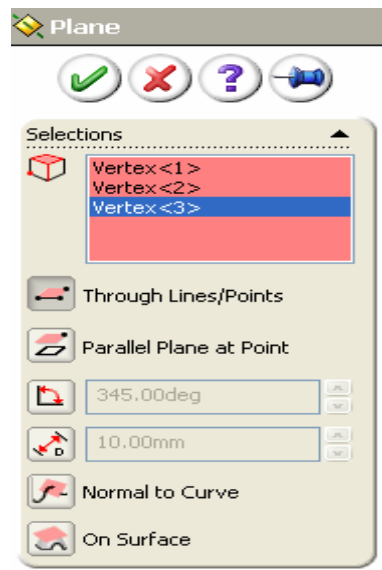 Plane
?
Selections
Vertex<1>
Vertex<2>
Vertex<3>
Through Lines/Points
Parallel Plane at Point
345.00deg
D
10.00mm
Normal to Curve
On Surface